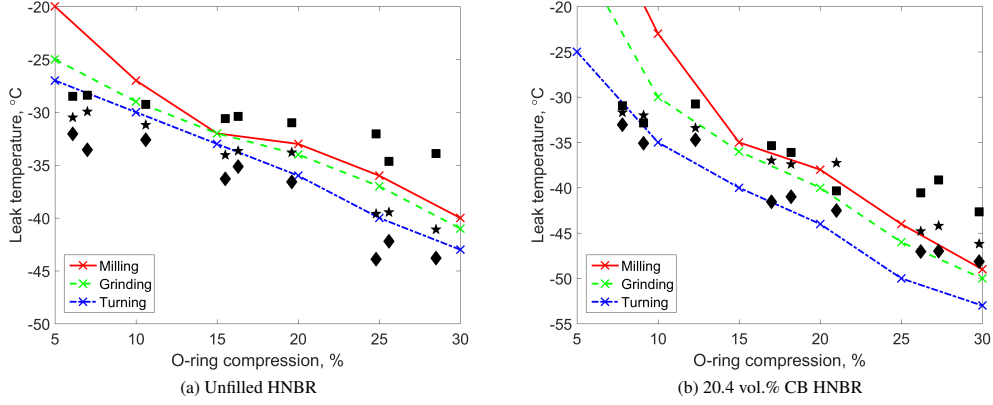 -20
-25
-30
-35
-40
-45
-50
Leak temperature, °C
5
10
15
20
25
30
O-ring compression, %
Milling
Grinding
Turning
(a) Unfilled HNBR
-20
-25
-30
-35
-40
-45
-50
-55
Leak temperature, °C
5
10
15
20
25
30
O-ring compression, %
Milling
Grinding
Turning
(b) 20.4 vol.% CB HNBR